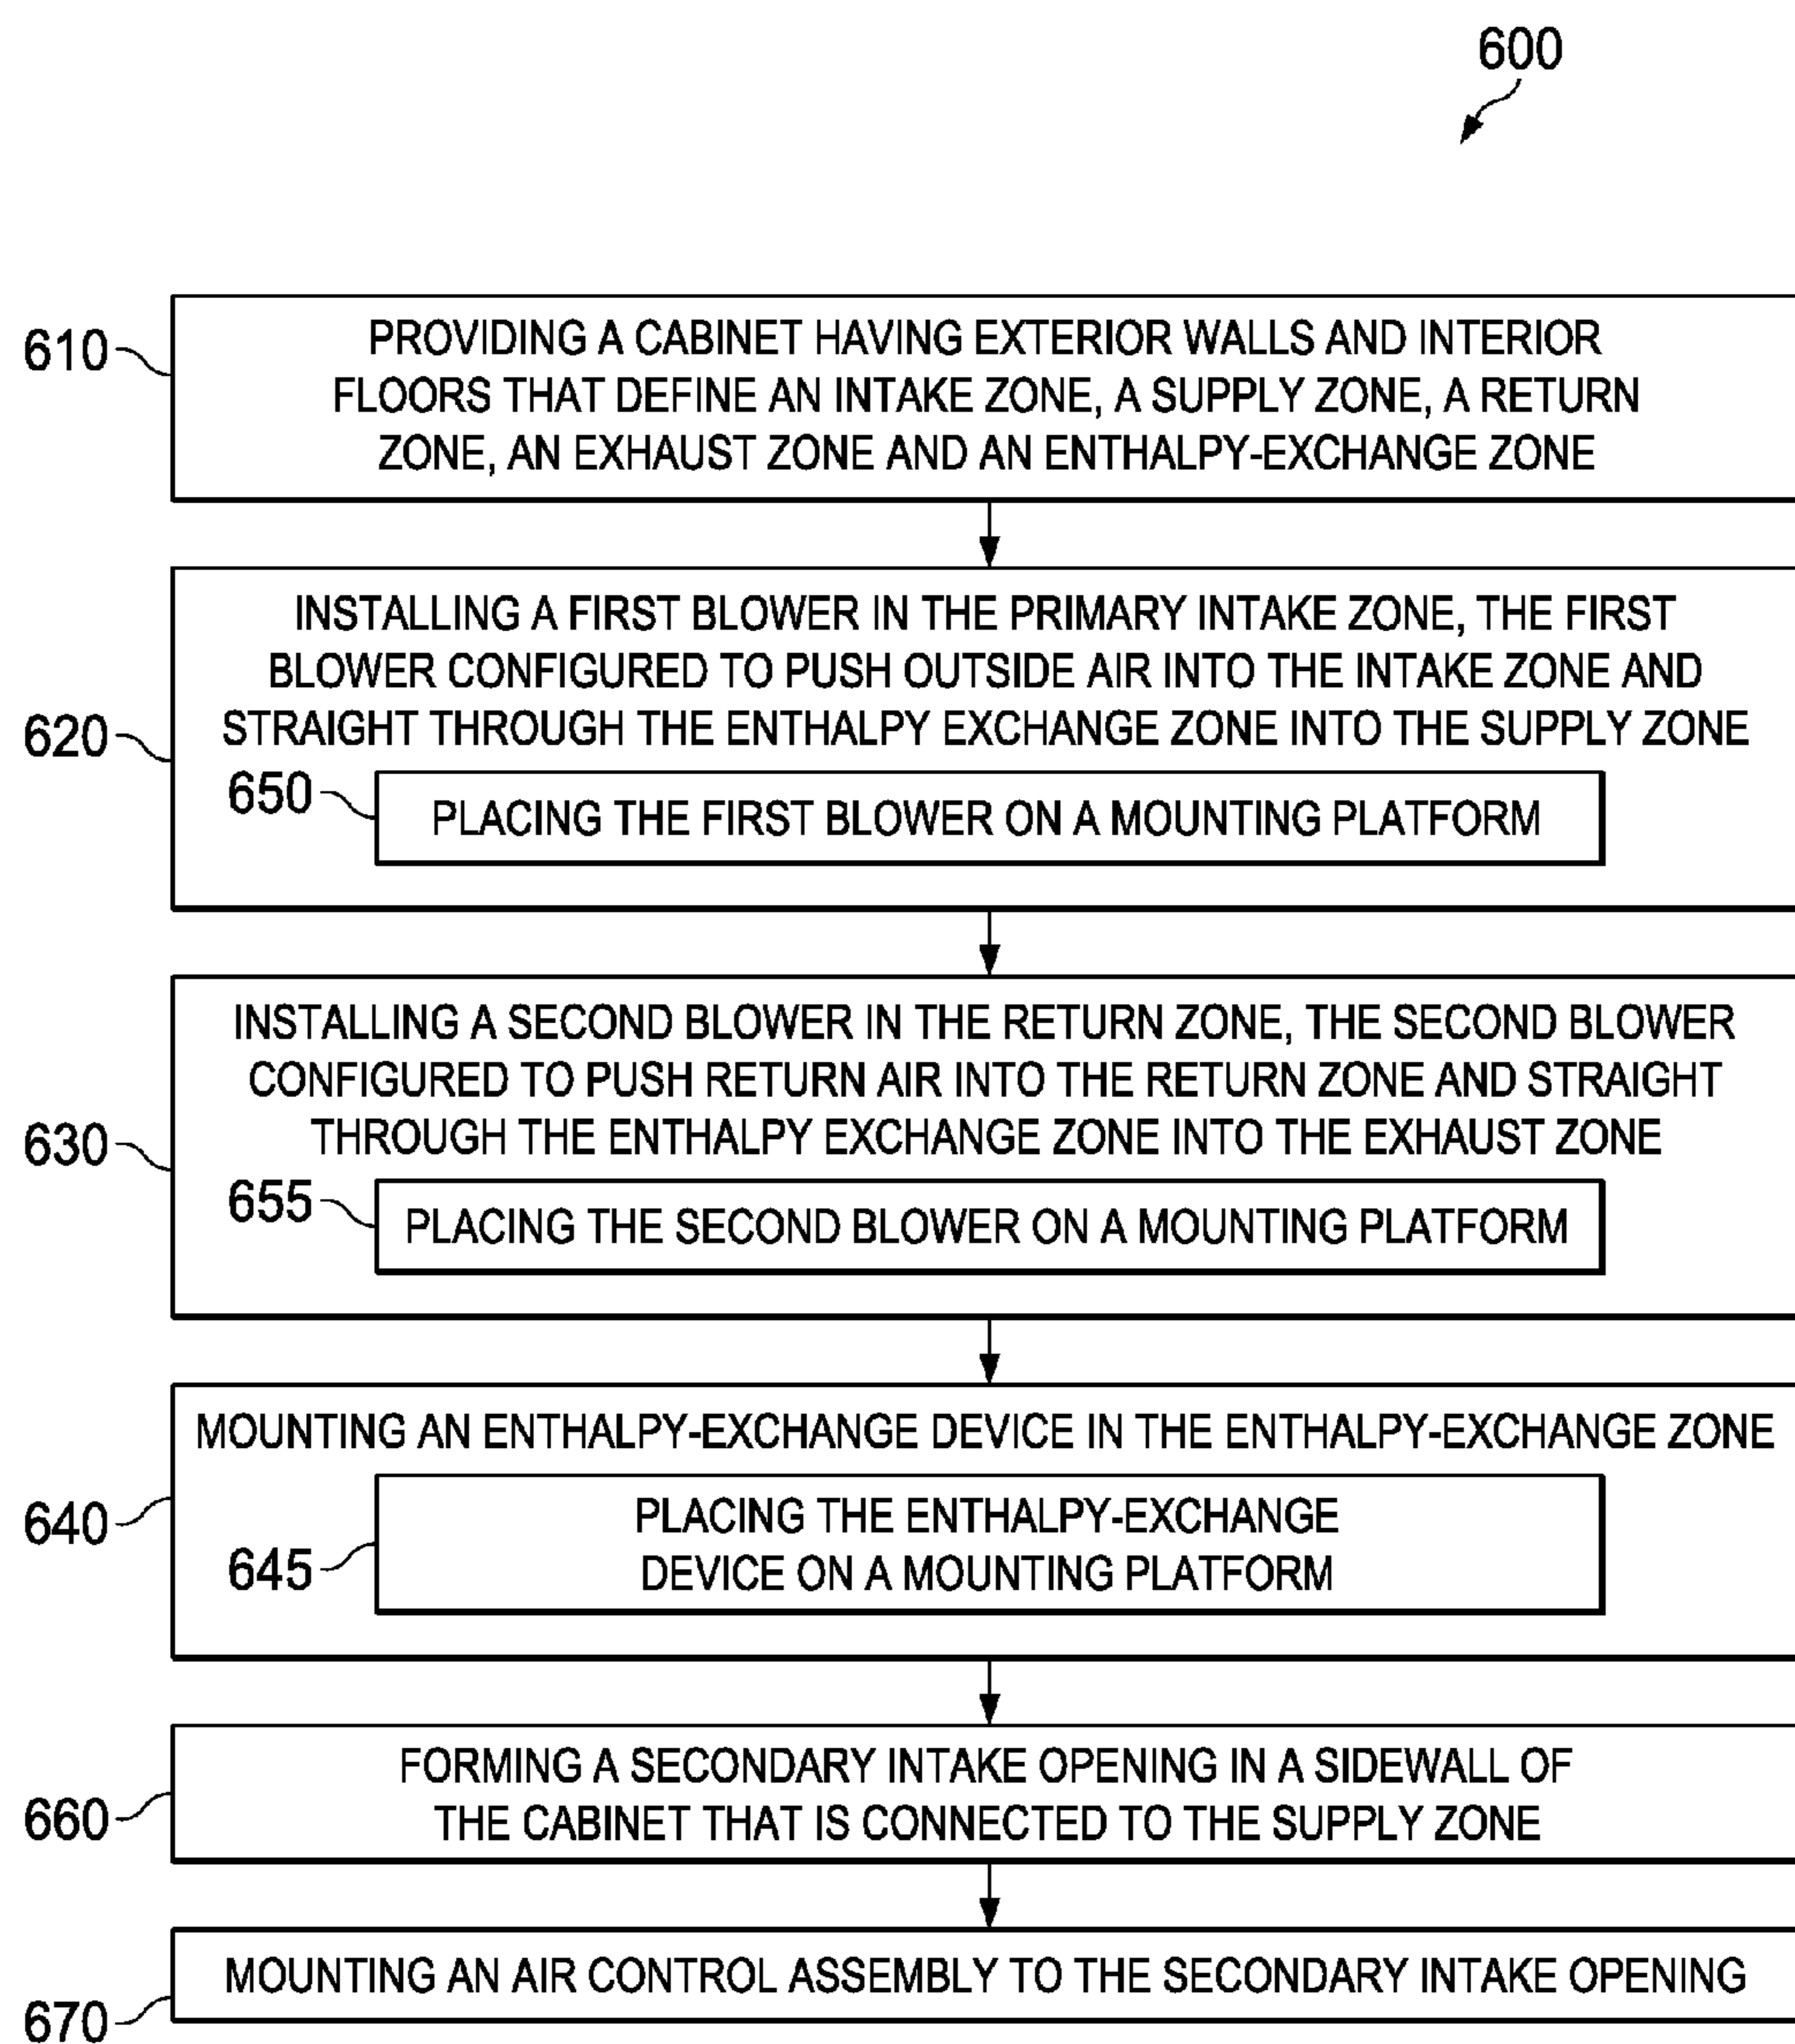 600
610
PROVIDING A CABINET HAVING EXTERIOR WALLS AND INTERIOR
FLOORS THAT DEFINE AN INTAKE ZONE, A SUPPLY ZONE, A RETURN
ZONE, AN EXHAUST ZONE AND AN ENTHALPY-EXCHANGE ZONE
620
INSTALLING A FIRST BLOWER IN THE PRIMARY INTAKE ZONE, THE FIRST
BLOWER CONFIGURED TO PUSH OUTSIDE AIR INTO THE INTAKE ZONE AND
STRAIGHT THROUGH THE ENTHALPY EXCHANGE ZONE INTO THE SUPPLY ZONE
650
PLACING THE FIRST BLOWER ON A MOUNTING PLATFORM
630
INSTALLING A SECOND BLOWER IN THE RETURN ZONE, THE SECOND BLOWER
CONFIGURED TO PUSH RETURN AIR INTO THE RETURN ZONE AND STRAIGHT
THROUGH THE ENTHALPY EXCHANGE ZONE INTO THE EXHAUST ZONE
655
PLACING THE SECOND BLOWER ON A MOUNTING PLATFORM
640
MOUNTING AN ENTHALPY-EXCHANGE DEVICE IN THE ENTHALPY-EXCHANGE ZONE
645
PLACING THE ENTHALPY-EXCHANGE
DEVICE ON A MOUNTING PLATFORM
660
FORMING A SECONDARY INTAKE OPENING IN A SIDEWALL OF
THE CABINET THAT IS CONNECTED TO THE SUPPLY ZONE
670
MOUNTING AN AIR CONTROL ASSEMBLY TO THE SECONDARY INTAKE OPENING